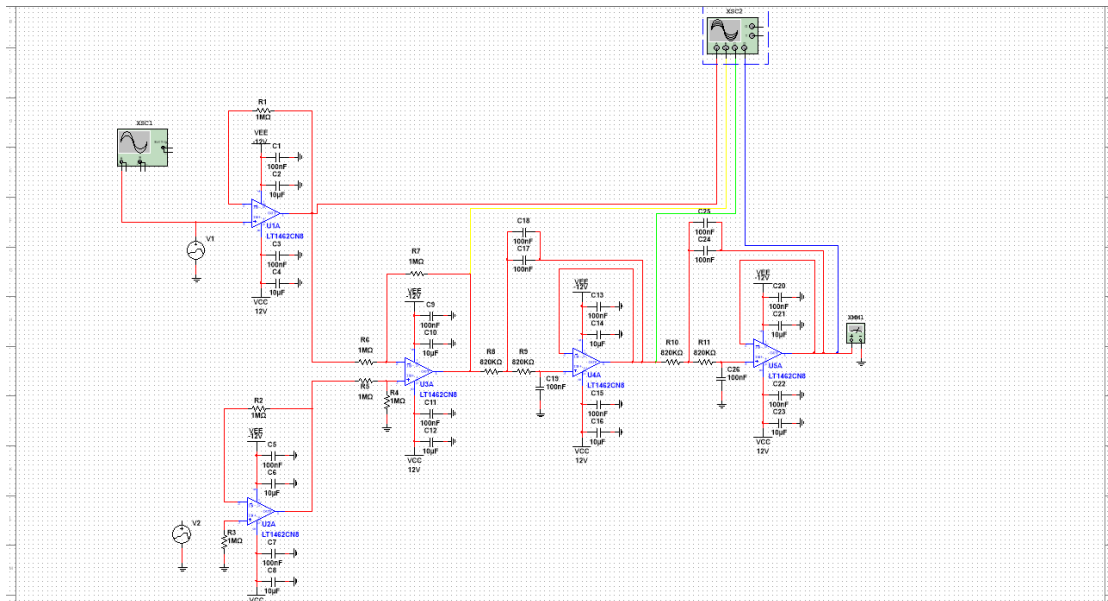 XSC2
XSC1
R1
1MΩ
VEE
-12V
C1
100nF
C2
10µF
U1A
LT1462CN8
C3
100nF
C4
10µF
VCC
12V
V1
R7
1MΩ
VEE
-12V
C9
100nF
C10
10µF
R6
1MΩ
R5
1MΩ
R4
1MΩ
U3A
LT1462CN8
C11
100nF
C12
10µF
VCC
12V
R8
820KΩ
R9
820KΩ
C18
100nF
C17
100nF
C19
100nF
VEE
-12V
C13
100nF
C14
10µF
U4A
LT1462CN8
C15
100nF
C16
10µF
VCC
12V
C25
100nF
C24
100nF
R10
820KΩ
R11
820KΩ
C26
100nF
VEE
-12V
C20
100nF
C21
10µF
U5A
LT1462CN8
C22
100nF
C23
10µF
VCC
12V
XMM1
R2
1MΩ
VEE
-12V
C5
100nF
C6
10µF
V2
R3
1MΩ
U2A
LT1462CN8
C7
100nF
C8
10µF
VCC